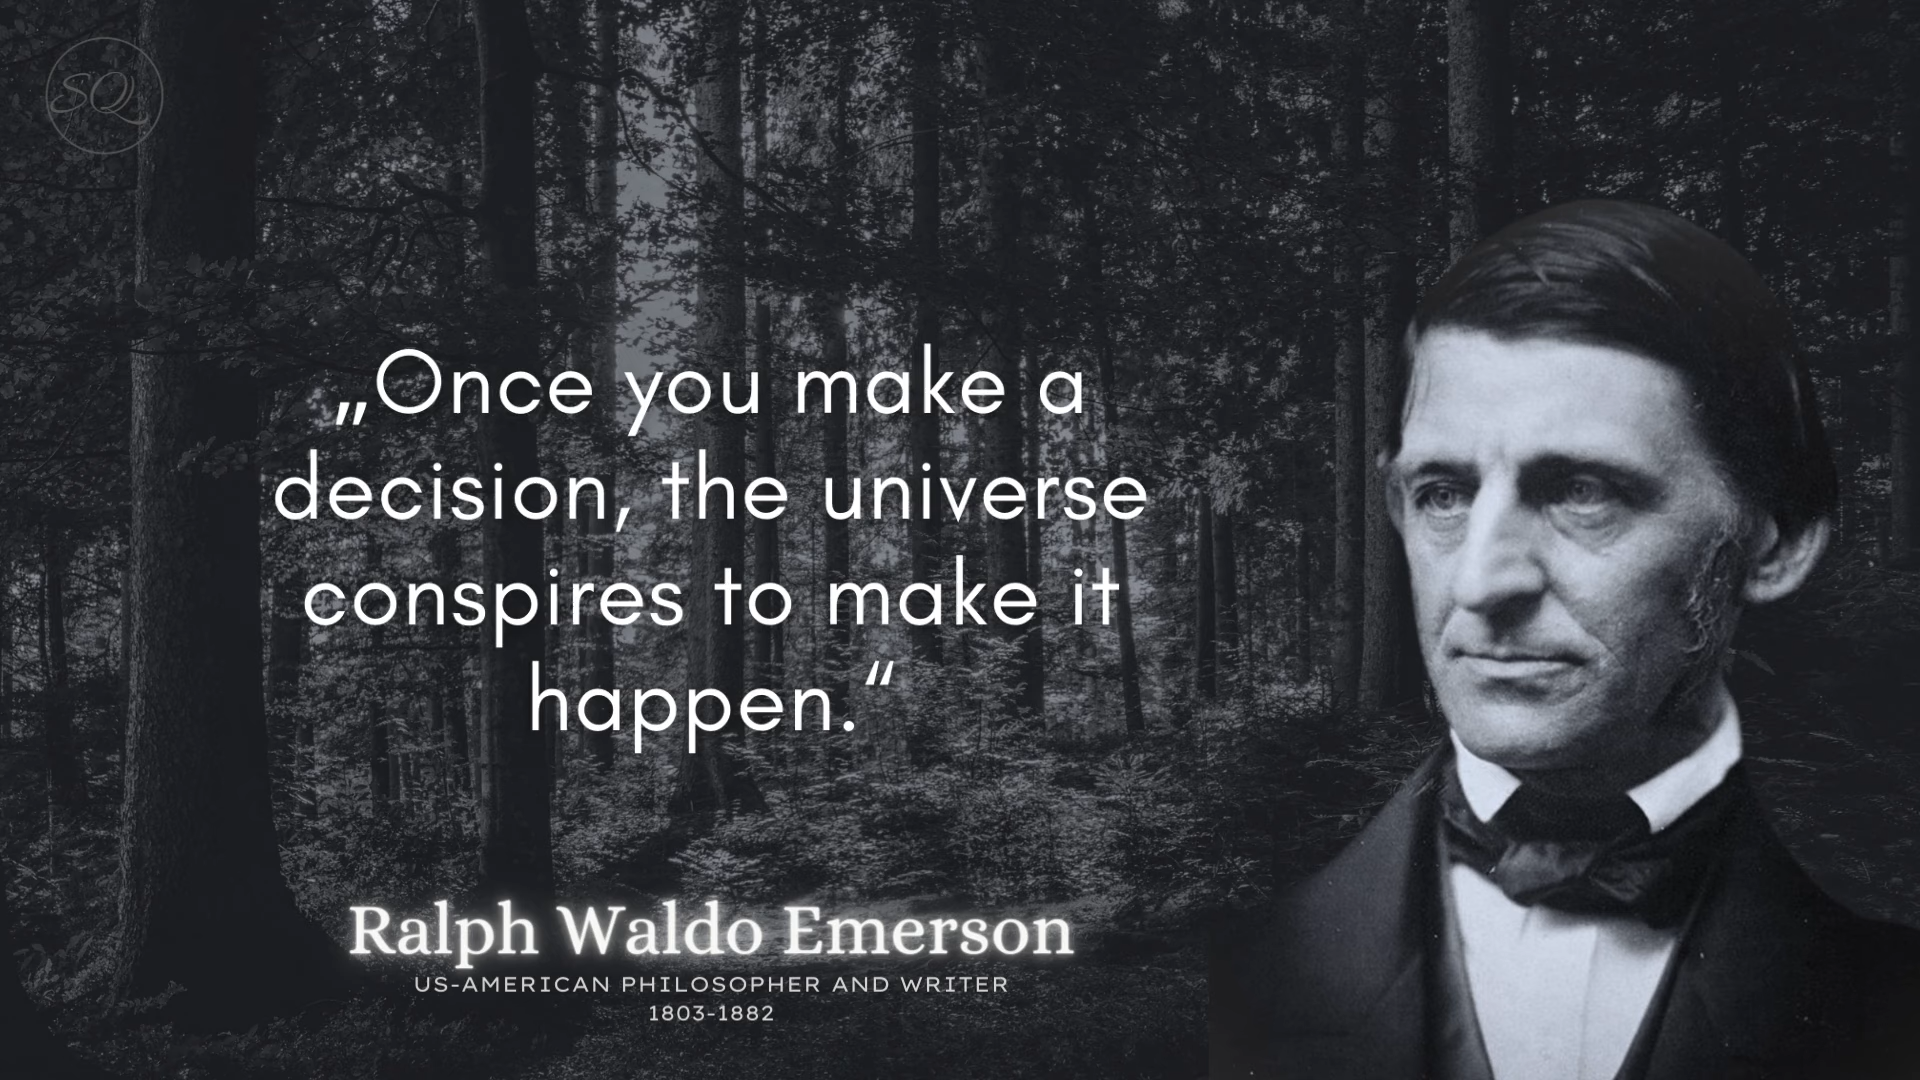 SQ
„Once you make a
decision, the universe
conspires to make it
happen.“
Ralph Waldo Emerson
US-AMERICAN PHILOSOPHER AND WRITER
1803-1882